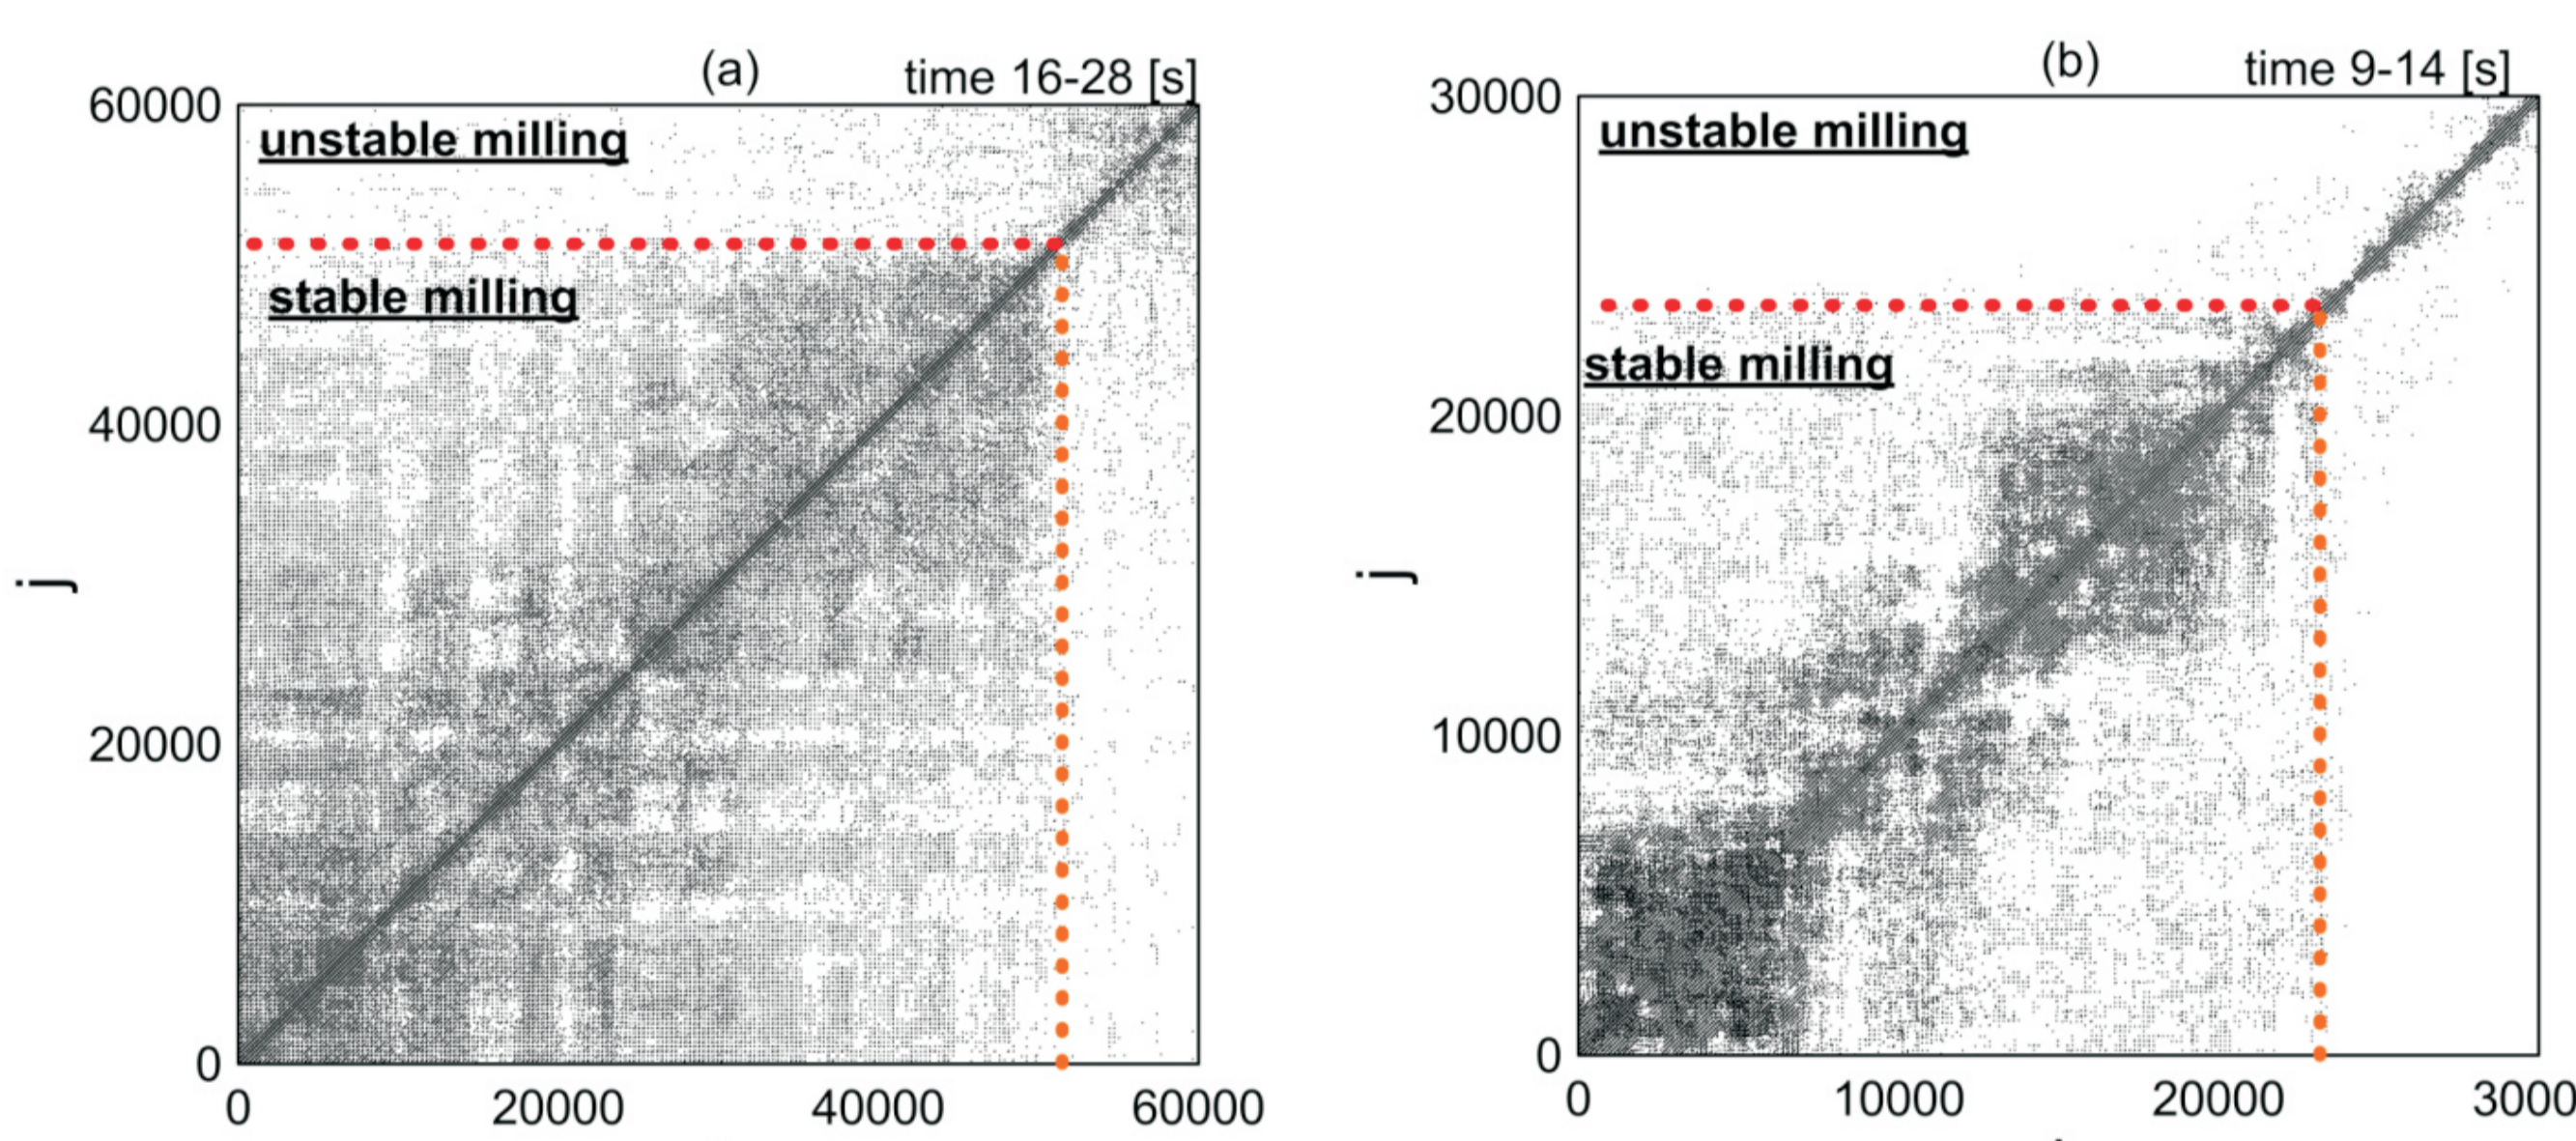 (a) time 16-28 [s]
60000
unstable milling
stable milling
40000
j
20000
0
0 20000 40000 60000
(b) time 9-14 [s]
30000
unstable milling
stable milling
20000
j
10000
0
0 10000 20000 3000